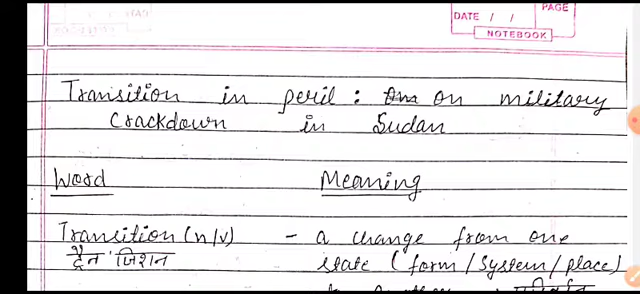 PAGE
DATE / /
NOTEBOOK
Transition in peril : on military
Crackdown in Sudan
Word Meaning
Transition (n/v) - a change from one
ट्रेन जिशन state (form/system/place)